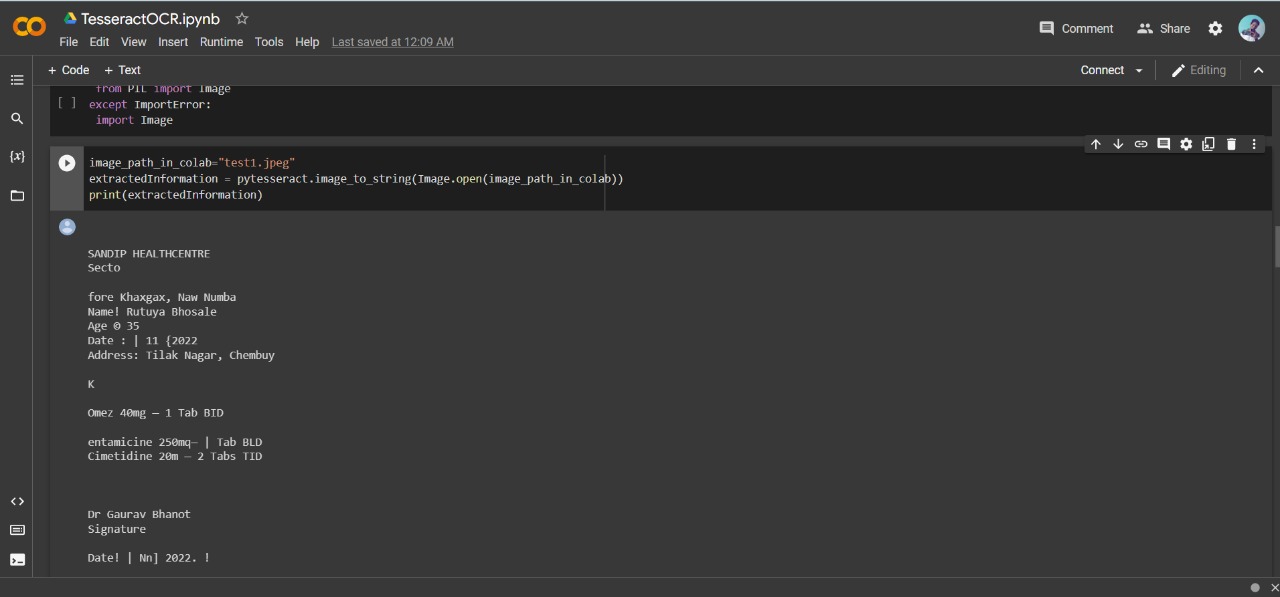 TesseractOCR.ipynb
File Edit View Insert Runtime Tools Help Last saved at 12:09 AM
Comment Share
+ Code + Text
Connect Editing
from PIL import Image
[ ] except ImportError:
import Image
image_path_in_colab="test1.jpeg"
extractedInformation = pytesseract.image_to_string(Image.open(image_path_in_colab))
print(extractedInformation)
SANDIP HEALTHCENTRE
Secto
fore Khaxgax, Naw Numba
Name! Rutuya Bhosale
Age © 35
Date : | 11 {2022
Address: Tilak Nagar, Chembuy
K
Omez 40mg — 1 Tab BID
entamicine 250mq— | Tab BLD
Cimetidine 20m — 2 Tabs TID
Dr Gaurav Bhanot
Signature
Date! | Nn] 2022. !